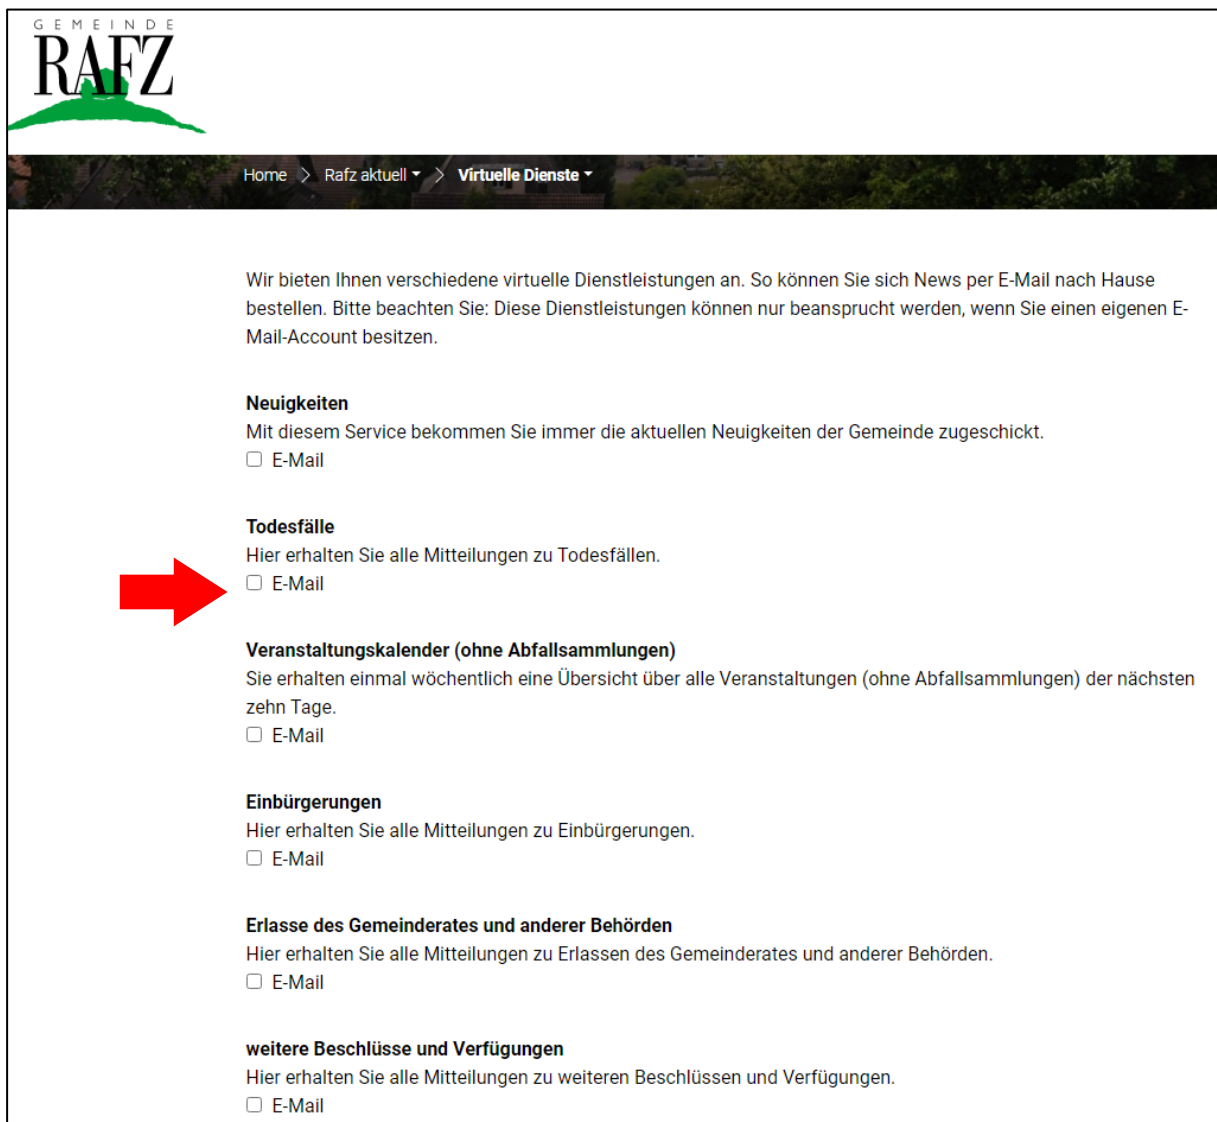 GEMEINDE
RAFZ
Home > Rafz aktuell > Virtuelle Dienste
Wir bieten Ihnen verschiedene virtuelle Dienstleistungen an. So können Sie sich News per E-Mail nach Hause
bestellen. Bitte beachten Sie: Diese Dienstleistungen können nur beansprucht werden, wenn Sie einen eigenen E-
Mail-Account besitzen.
Neuigkeiten
Mit diesem Service bekommen Sie immer die aktuellen Neuigkeiten der Gemeinde zugeschickt.
E-Mail
Todesfälle
Hier erhalten Sie alle Mitteilungen zu Todesfällen.
E-Mail
Veranstaltungskalender (ohne Abfallsammlungen)
Sie erhalten einmal wöchentlich eine Übersicht über alle Veranstaltungen (ohne Abfallsammlungen) der nächsten
zehn Tage.
E-Mail
Einbürgerungen
Hier erhalten Sie alle Mitteilungen zu Einbürgerungen.
E-Mail
Erlasse des Gemeinderates und anderer Behörden
Hier erhalten Sie alle Mitteilungen zu Erlassen des Gemeinderates und anderer Behörden.
E-Mail
weitere Beschlüsse und Verfügungen
Hier erhalten Sie alle Mitteilungen zu weiteren Beschlüssen und Verfügungen.
E-Mail